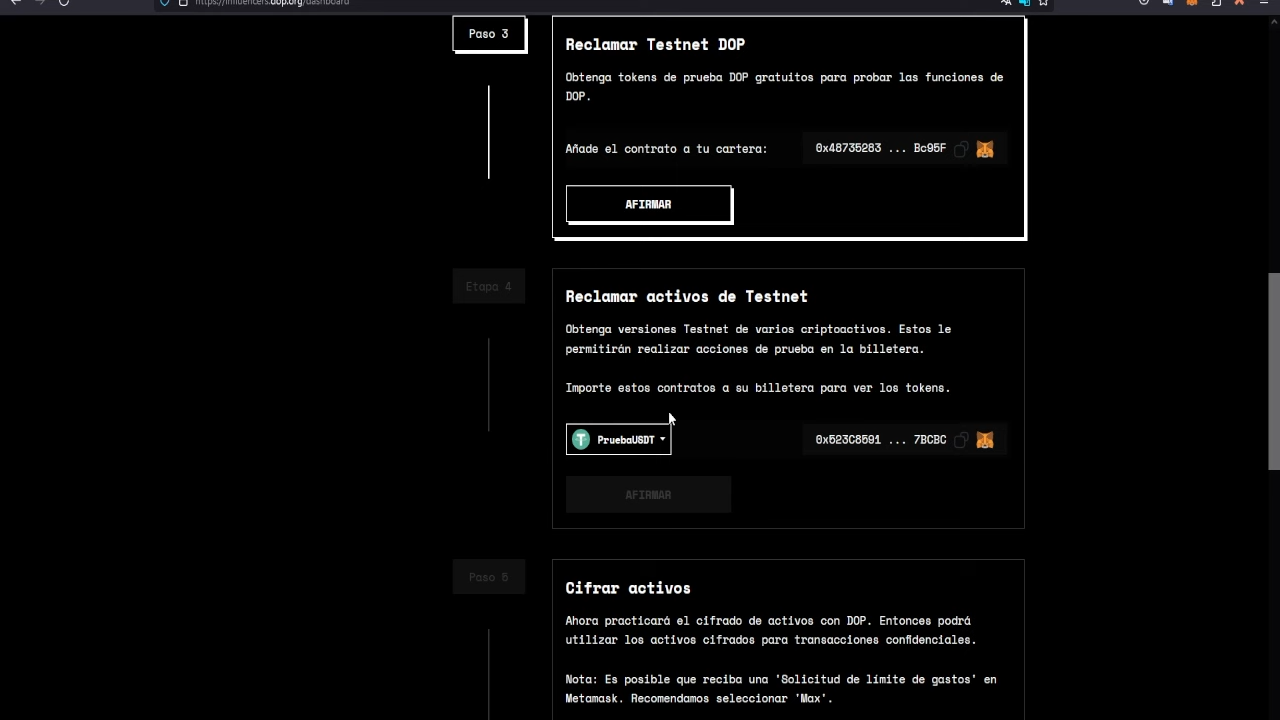 https://influencers.dop.org/dashboard
Paso 3
Reclamar Testnet DOP
Obtenga tokens de prueba DOP gratuitos para probar las funciones de
DOP.
Añade el contrato a tu cartera:
0x48735283 ... Bc95F
AFIRMAR
Etapa 4
Reclamar activos de Testnet
Obtenga versiones Testnet de varios criptoactivos. Estos le
permitirán realizar acciones de prueba en la billetera.
Importe estos contratos a su billetera para ver los tokens.
PruebaUSDT
0x523C8591 ... 7BCBC
AFIRMAR
Paso 5
Cifrar activos
Ahora practicará el cifrado de activos con DOP. Entonces podrá
utilizar los activos cifrados para transacciones confidenciales.
Nota: Es posible que reciba una 'Solicitud de límite de gastos' en
Metamask. Recomendamos seleccionar 'Max'.